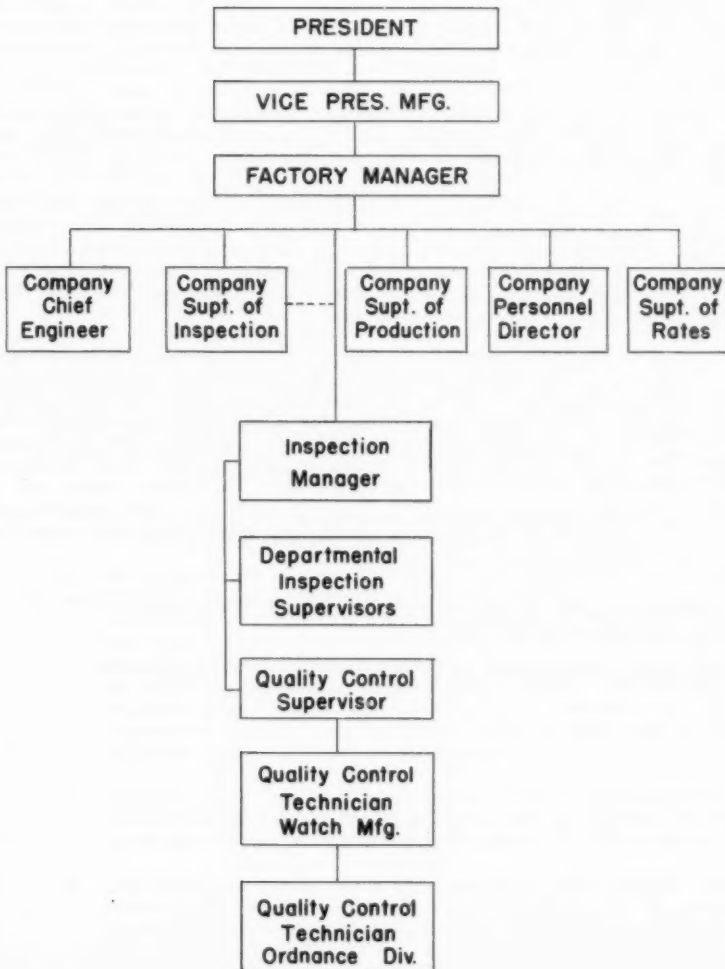 PRESIDENT
VICE PRES. MFG.
FACTORY MANAGER
Company
Chief
Engineer
Company
Supt. of
Inspection
Company
Supt. of
Production
Company
Personnel
Director
Company
Supt. of
Rates
Inspection
Manager
Departmental
Inspection
Supervisors
Quality Control
Supervisor
Quality Control
Technician
Watch Mfg.
Quality Control
Technician
Ordnance Div.